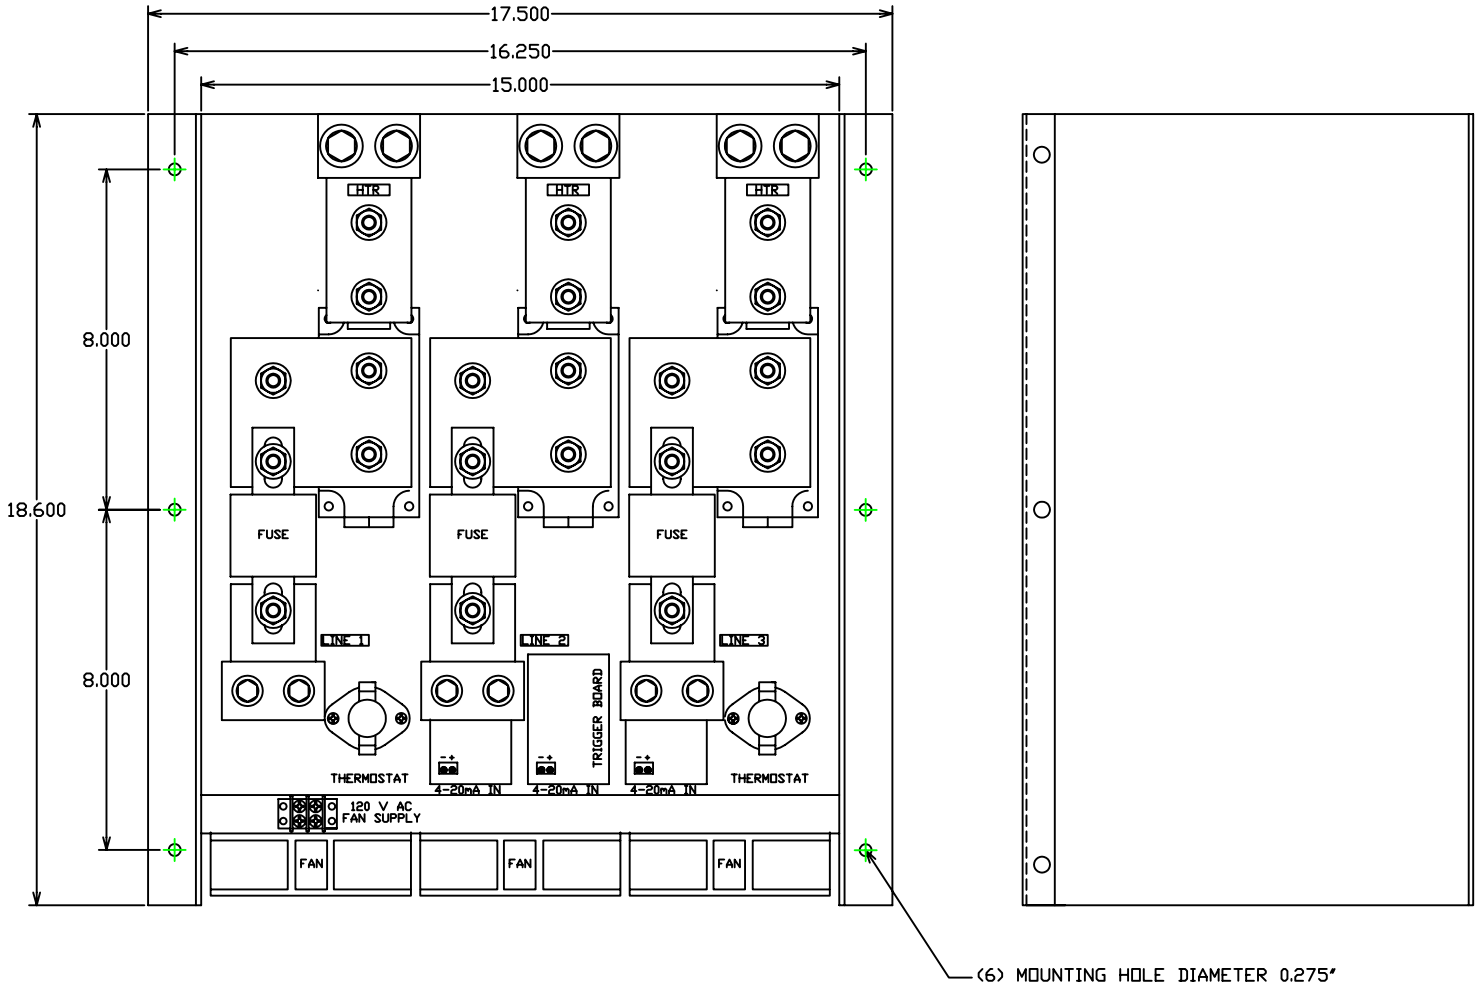 17.500
16.250
15.000
HTR HTR HTR
8.000
18.600
FUSE FUSE FUSE
LINE 1 LINE 2 LINE 3
8.000
TRIGGER BOARD
- + - + - +
THERMOSTAT THERMOSTAT
4-20mA IN 4-20mA IN 4-20mA IN
120 V AC
FAN SUPPLY
FAN FAN FAN
(6) MOUNTING HOLE DIAMETER 0.275"